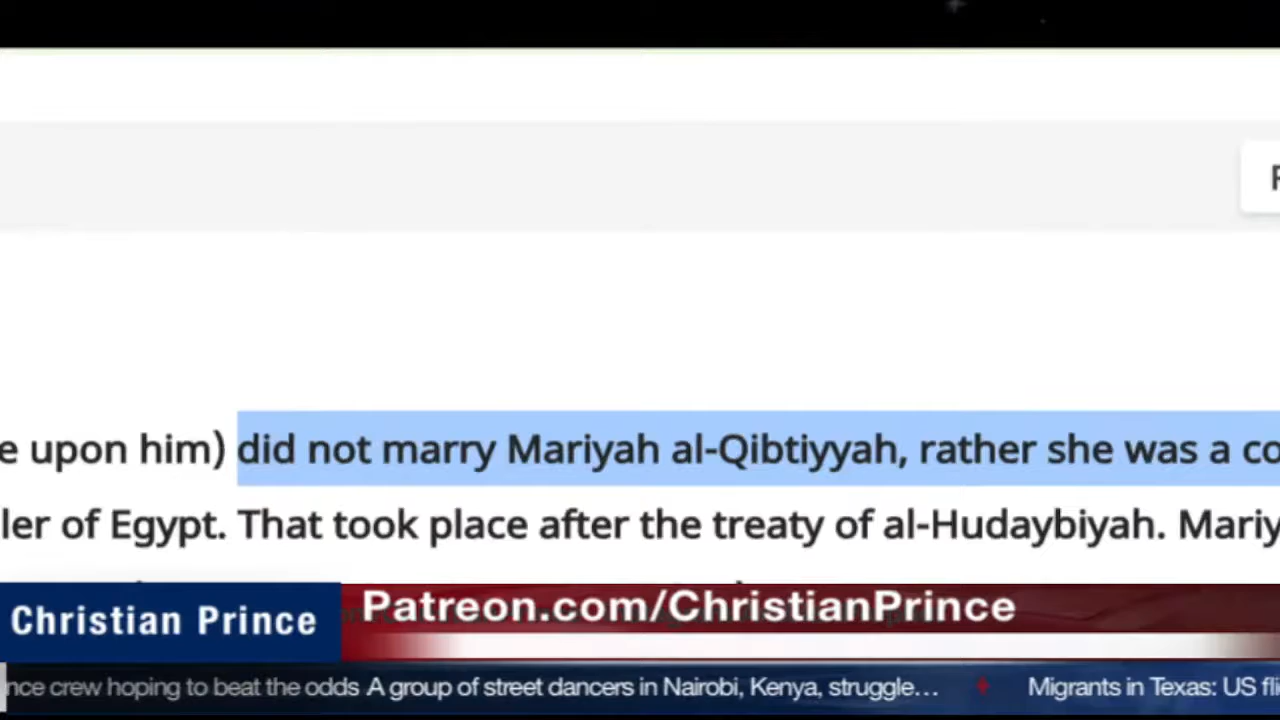 e upon him) did not marry Mariyah al-Qibtiyyah, rather she was a co
ler of Egypt. That took place after the treaty of al-Hudaybiyah. Mariy
Christian Prince
Patreon.com/ChristianPrince
nce crew hoping to beat the odds A group of street dancers in Nairobi, Kenya, struggle... Migrants in Texas: US fli